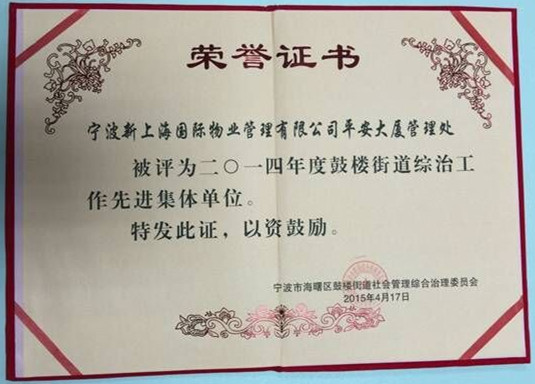 荣誉证书
宁波新上海国际物业管理有限公司平安大厦管理处
被评为二〇一四年度鼓楼街道综治工
作先进集体单位。
特发此证，以资鼓励。
宁波市海曙区鼓楼街道社会管理综合治理委员会
2015年4月17日